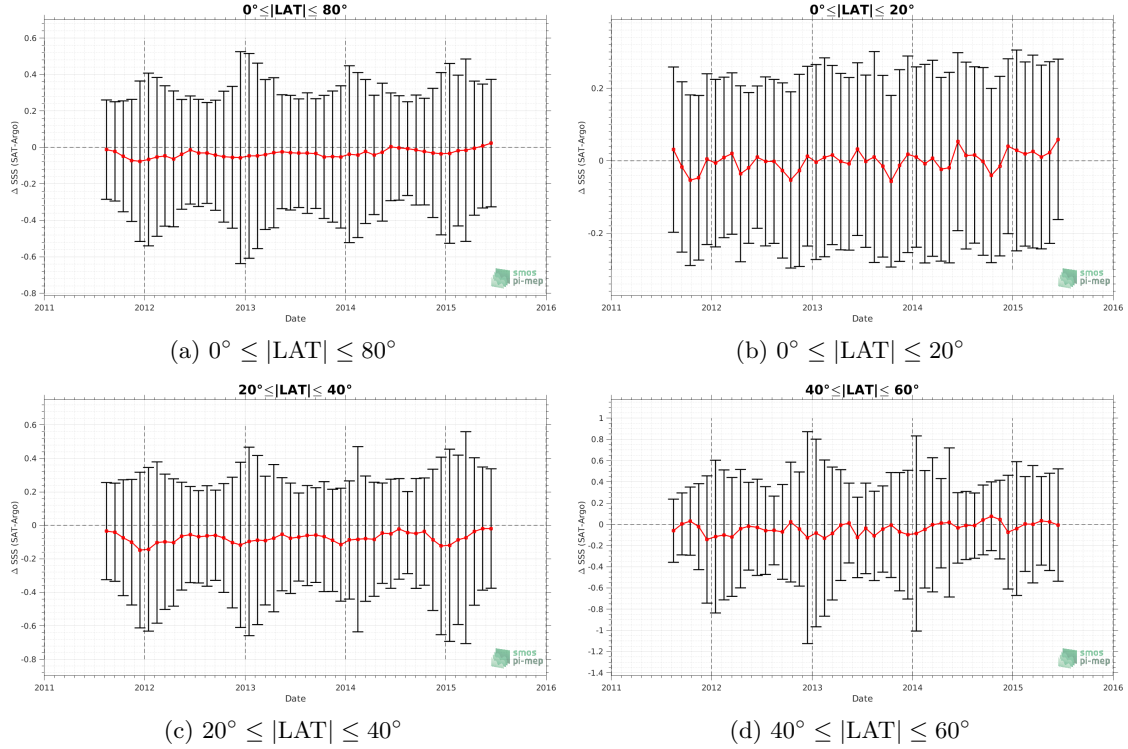 0°≤|LAT|≤ 80°
0.6
0.4
0.2
0
-0.2
-0.4
-0.6
-0.8
Δ SSS (SAT-Argo)
2011
2012
2013
2014
2015
2016
Date
smos
pi-mep
(a) 0° ≤ |LAT| ≤ 80°
0°≤|LAT|≤ 20°
0.2
0
-0.2
Δ SSS (SAT-Argo)
2011
2012
2013
2014
2015
2016
Date
smos
pi-mep
(b) 0° ≤ |LAT| ≤ 20°
20°≤|LAT|≤ 40°
0.6
0.4
0.2
0
-0.2
-0.4
-0.6
-0.8
Δ SSS (SAT-Argo)
2011
2012
2013
2014
2015
2016
Date
smos
pi-mep
(c) 20° ≤ |LAT| ≤ 40°
40°≤|LAT|≤ 60°
1
0.8
0.6
0.4
0.2
0
-0.2
-0.4
-0.6
-0.8
-1
-1.2
-1.4
Δ SSS (SAT-Argo)
2011
2012
2013
2014
2015
2016
Date
smos
pi-mep
(d) 40° ≤ |LAT| ≤ 60°